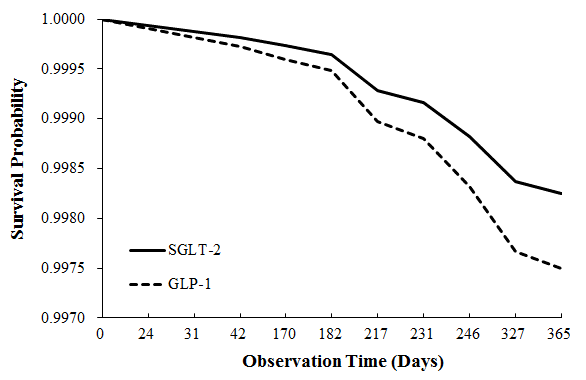 1.0000
0.9995
0.9990
0.9985
0.9980
0.9975
0.9970
Survival Probability
SGLT-2
GLP-1
0 24 31 42 170 182 217 231 246 327 365
Observation Time (Days)